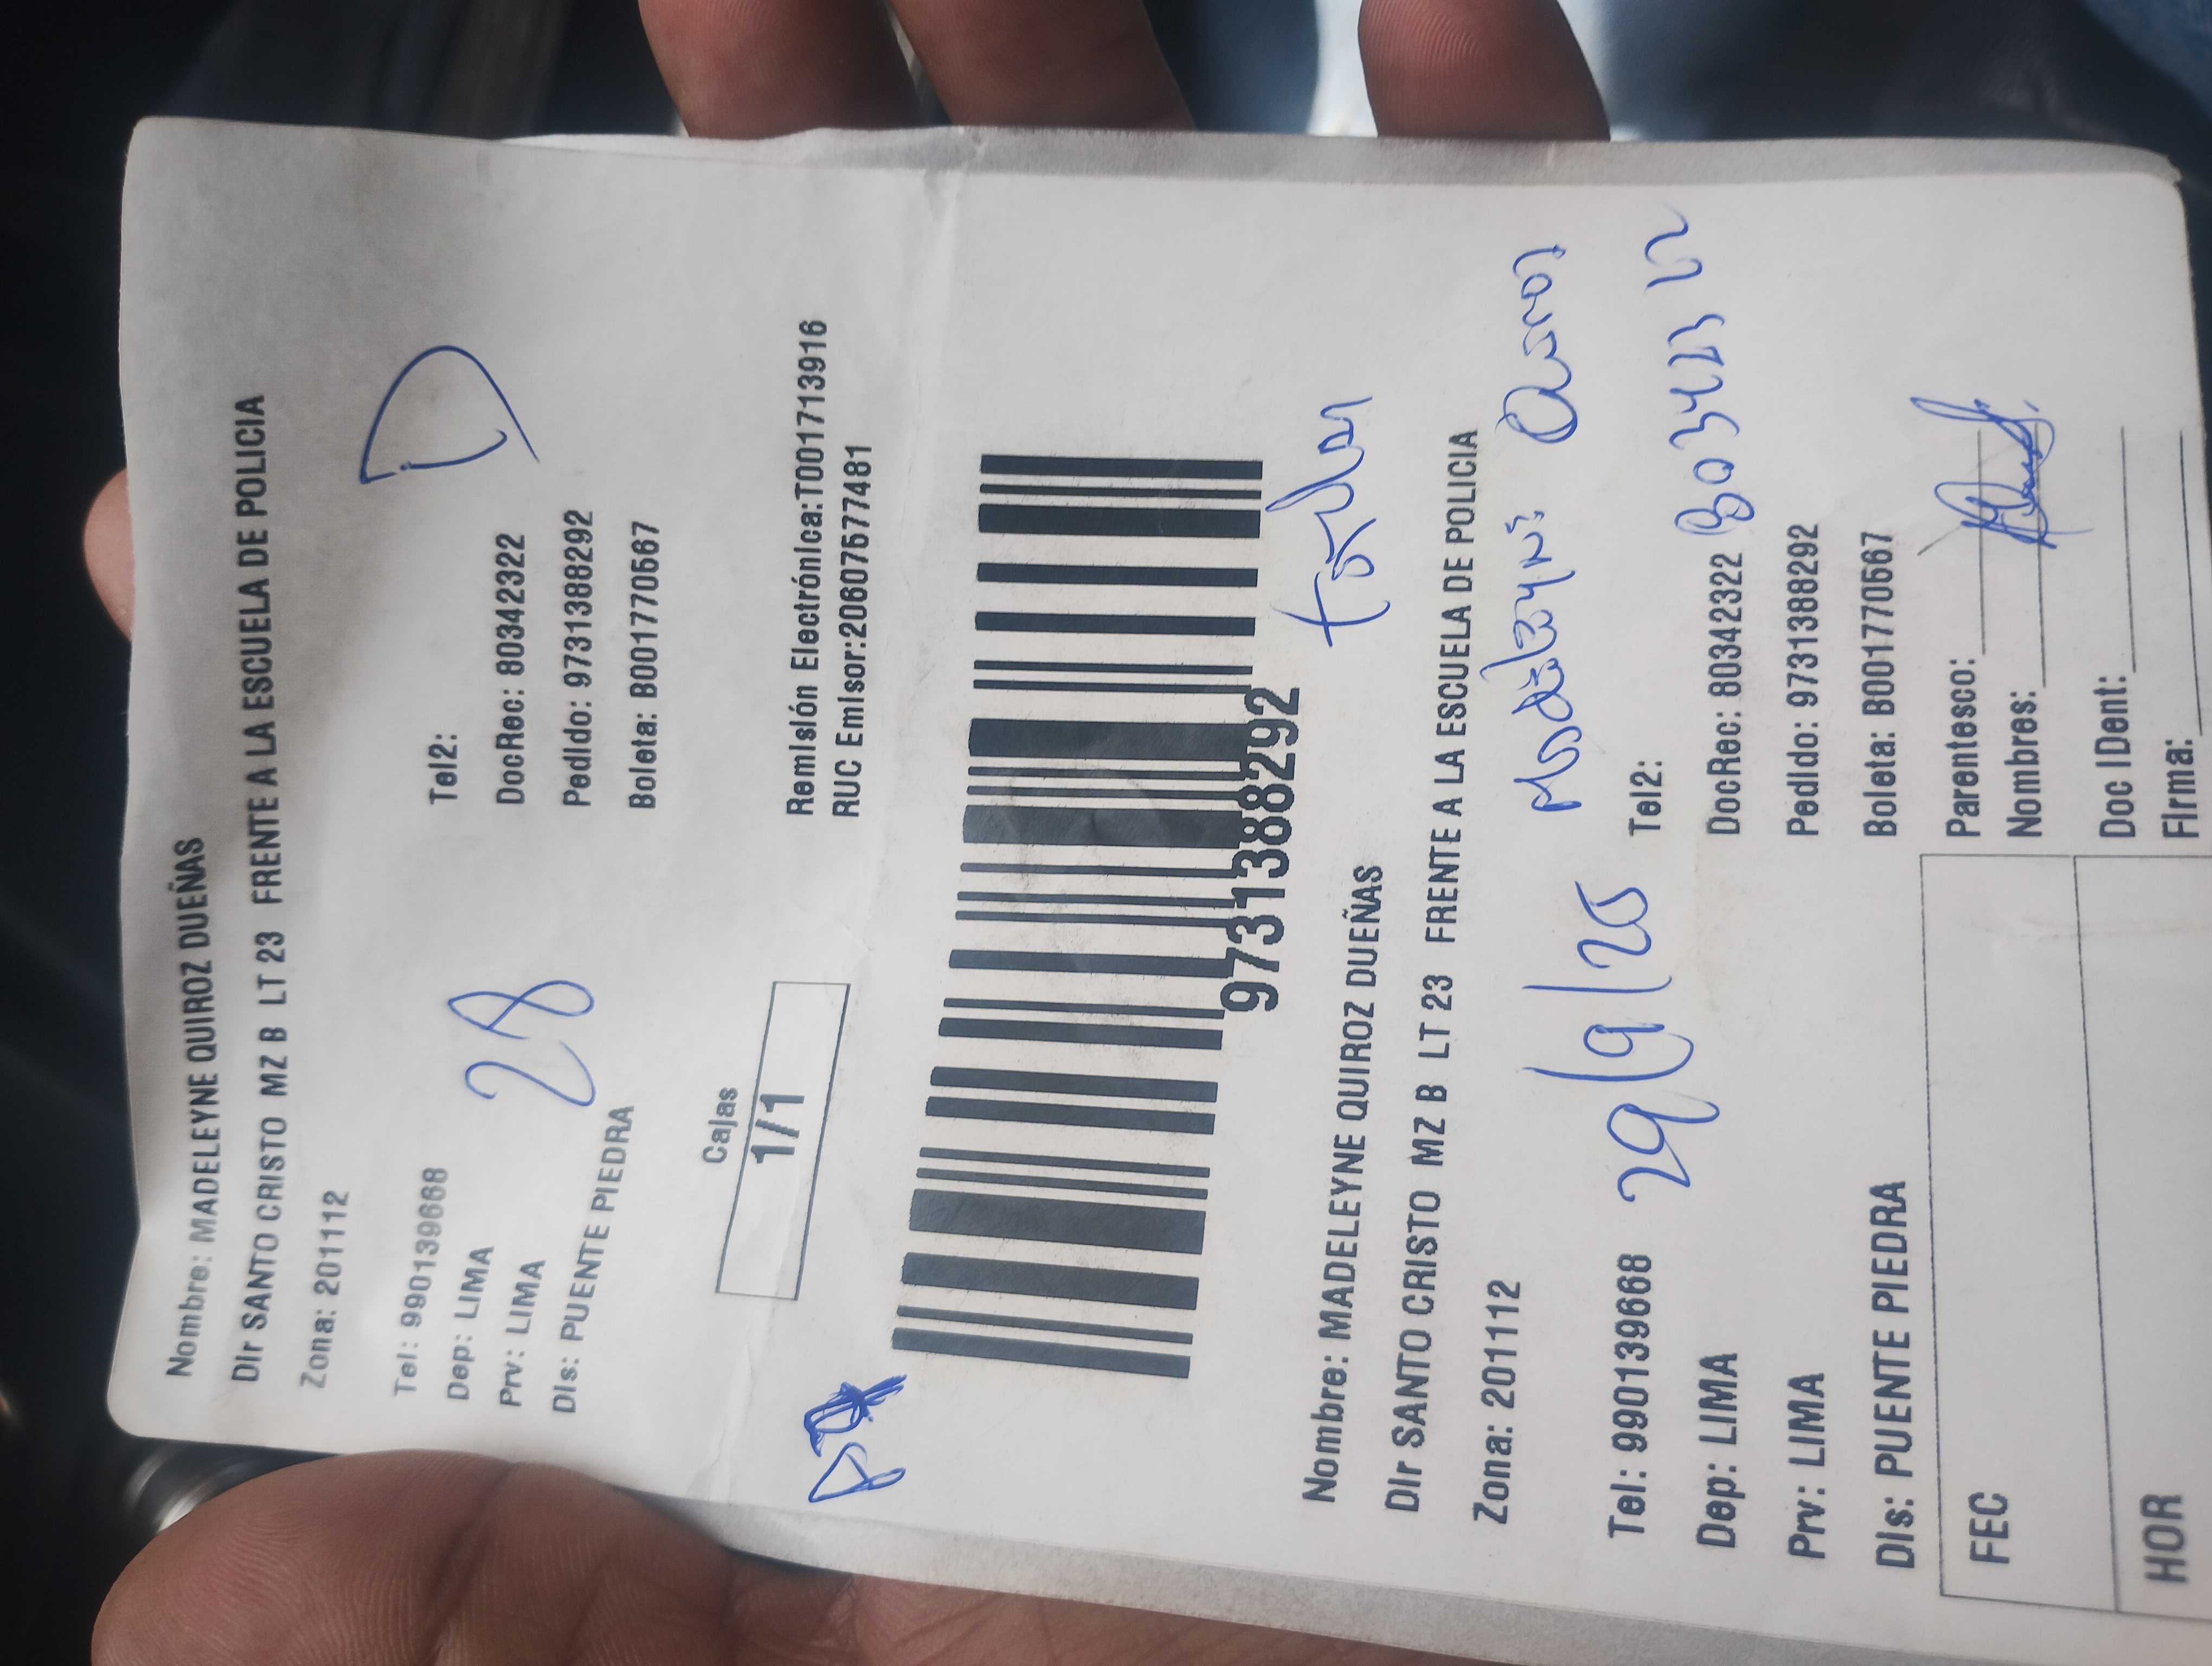 Nombre: MADELEYNE QUIROZ DUEÑAS
Dir SANTO CRISTO MZ B LT 23 FRENTE A LA ESCUELA DE POLICIA
Zona: 201112
Tel: 990139668
Tel2:
Dep: LIMA
DocRec: 80342322
Prv: LIMA
Pedido: 973138829​2
Dis: PUENTE PIEDRA
Boleta: B001770567
28
D
Cajas
1/1
Remisión Electrónica:T001713916
RUC Emisor:20607577481
9731388292
Nombre: MADELEYNE QUIROZ DUEÑAS
Dir SANTO CRISTO MZ B LT 23 FRENTE A LA ESCUELA DE POLICIA
Zona: 201112
Tel: 990139668
29/9/25
Tel2:
Dep: LIMA
DocRec: 80342322
80342322
Prv: LIMA
Pedido: 9731388292
Dis: PUENTE PIEDRA
Boleta: B001770567
FEC
Parentesco:
Nombres:
HOR
Doc IDent:
Firma: